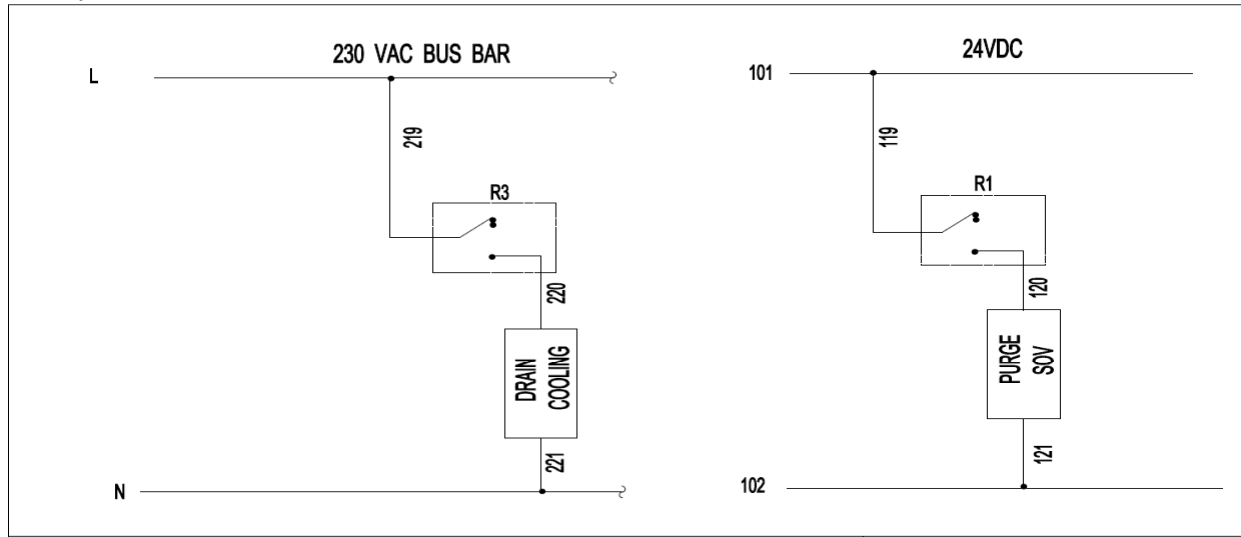 230 VAC BUS BAR
L
219
R3
220
DRAIN
COOLING
221
N
24VDC
101
119
R1
120
PURGE
SOV
121
102